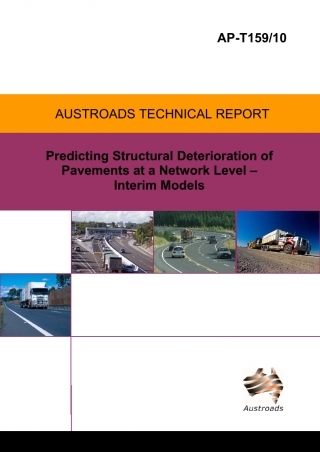 AP-T159/10
AUSTROADS TECHNICAL REPORT
Predicting Structural Deterioration of
Pavements at a Network Level –
Interim Models
Austroads